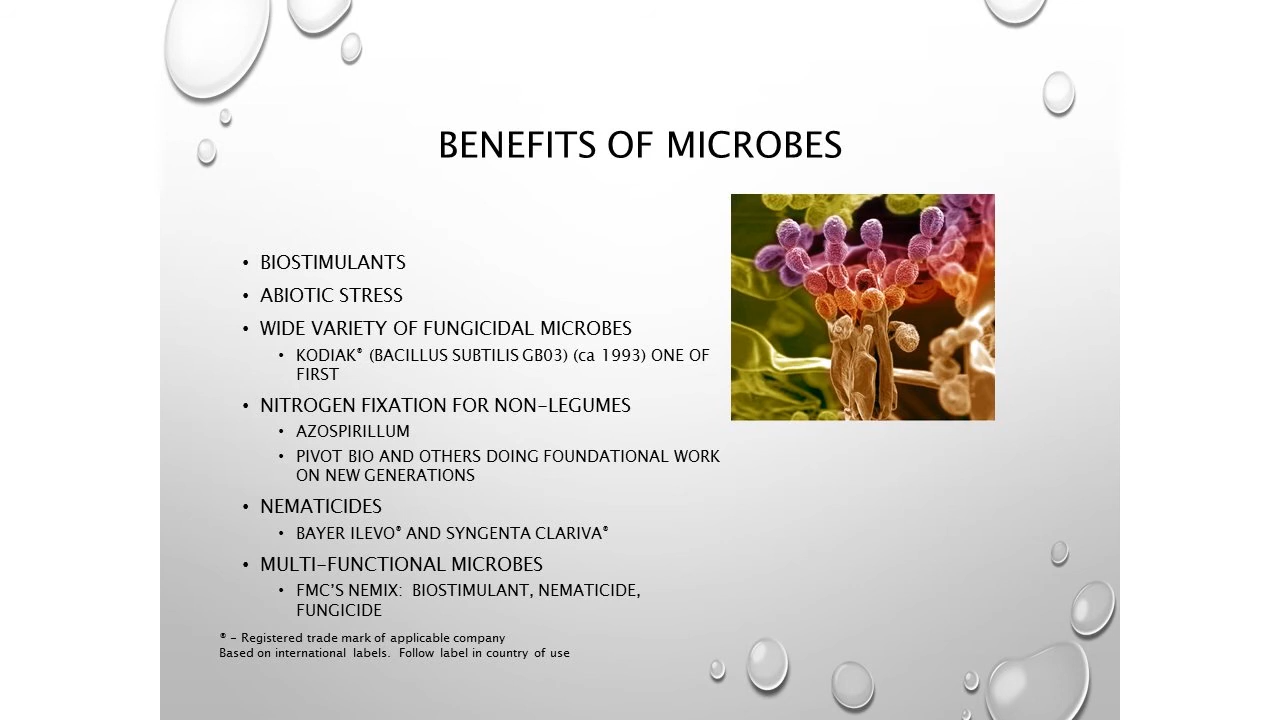 BENEFITS OF MICROBES
• BIOSTIMULANTS
• ABIOTIC STRESS
• WIDE VARIETY OF FUNGICIDAL MICROBES
• KODIAK® (BACILLUS SUBTILIS GB03) (ca 1993) ONE OF
FIRST
• NITROGEN FIXATION FOR NON-LEGUMES
• AZOSPIRILLUM
• PIVOT BIO AND OTHERS DOING FOUNDATIONAL WORK
ON NEW GENERATIONS
• NEMATICIDES
• BAYER ILEVO® AND SYNGENTA CLARIVA®
• MULTI-FUNCTIONAL MICROBES
• FMC'S NEMIX: BIOSTIMULANT, NEMATICIDE,
FUNGICIDE
® - Registered trade mark of applicable company
Based on international labels. Follow label in country of use